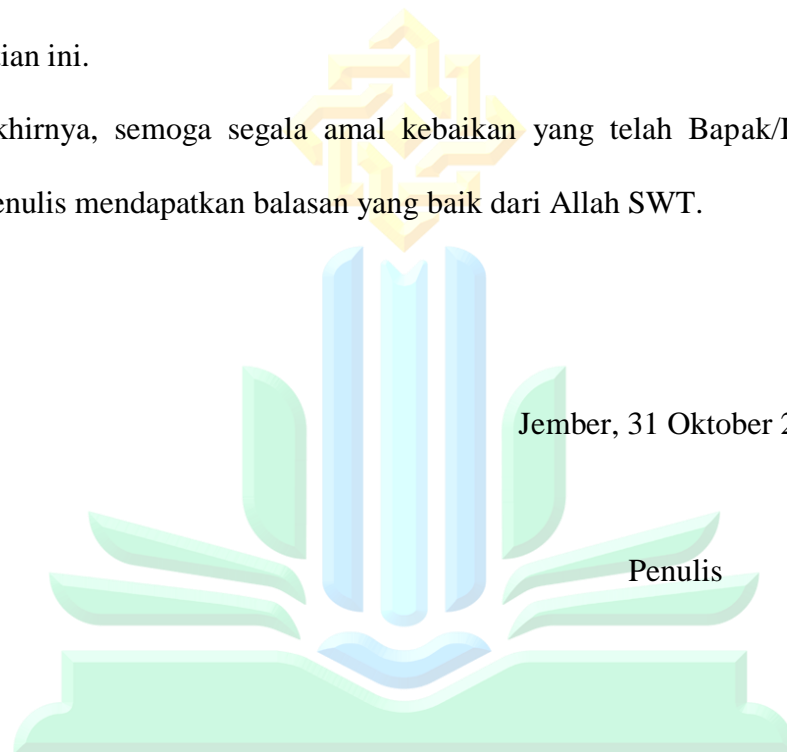 ian ini.
khirnya, semoga segala amal kebaikan yang telah Bapak/
enulis mendapatkan balasan yang baik dari Allah SWT.
Jember, 31 Oktober 2
Penulis